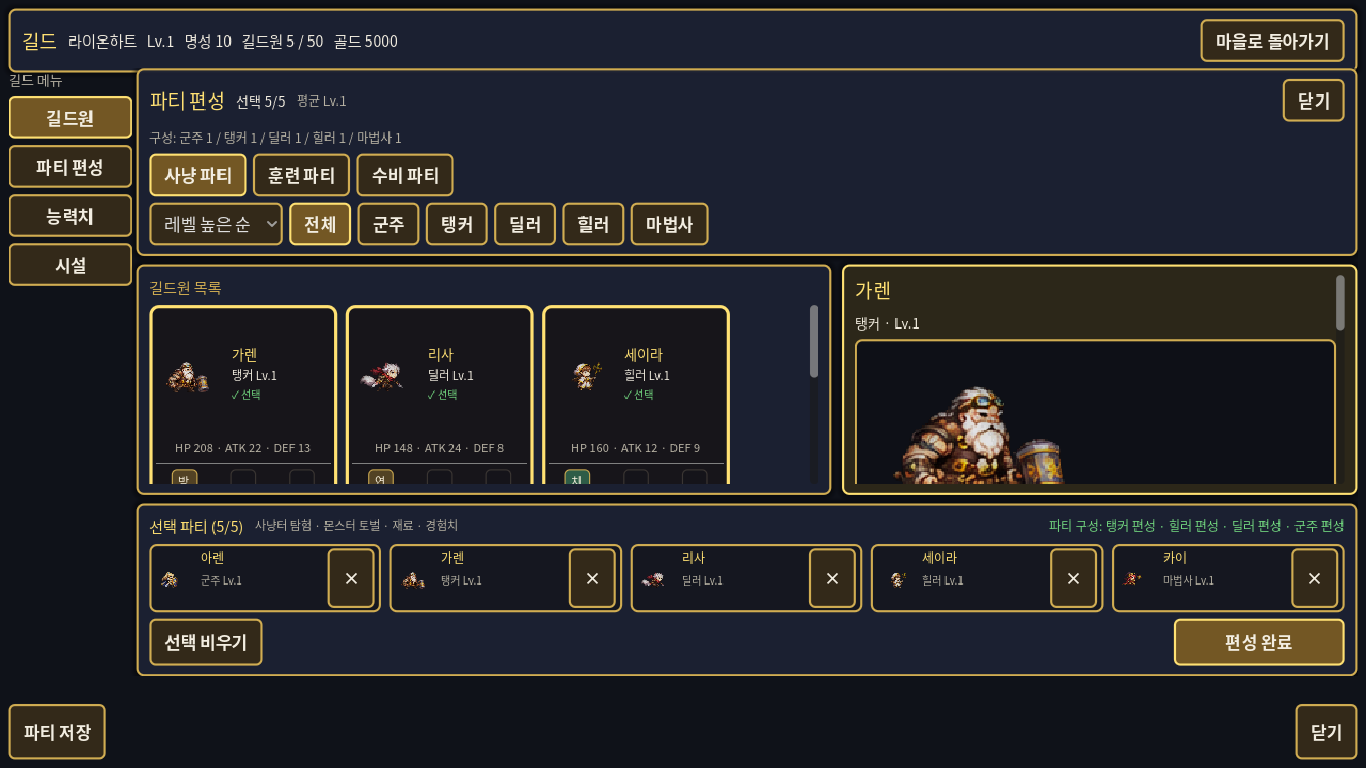 길드 라이온하트 Lv.1 명성 10 길드원 5 / 50 골드 5000 마을로 돌아가기
길드 메뉴
길드원
파티 편성
능력치
시설
파티 편성 선택 5/5 평균 Lv.1 닫기
구성: 군주 1 / 탱커 1 / 딜러 1 / 힐러 1 / 마법사 1
사냥 파티 훈련 파티 수비 파티
레벨 높은 순 전체 군주 탱커 딜러 힐러 마법사
길드원 목록
가렌
탱커 Lv.1
✓선택
HP 208 · ATK 22 · DEF 13
리사
딜러 Lv.1
✓선택
HP 148 · ATK 24 · DEF 8
세이라
힐러 Lv.1
✓선택
HP 160 · ATK 12 · DEF 9
가렌
탱커 · Lv.1
선택 파티 (5/5) 사냥터 탐험 · 몬스터 토벌 · 재료 · 경험치 파티 구성: 탱커 편성 · 힐러 편성 · 딜러 편성 · 군주 편성
아렌
군주 Lv.1
×
가렌
탱커 Lv.1
×
리사
딜러 Lv.1
×
세이라
힐러 Lv.1
×
카이
마법사 Lv.1
×
선택 비우기 편성 완료
파티 저장 닫기